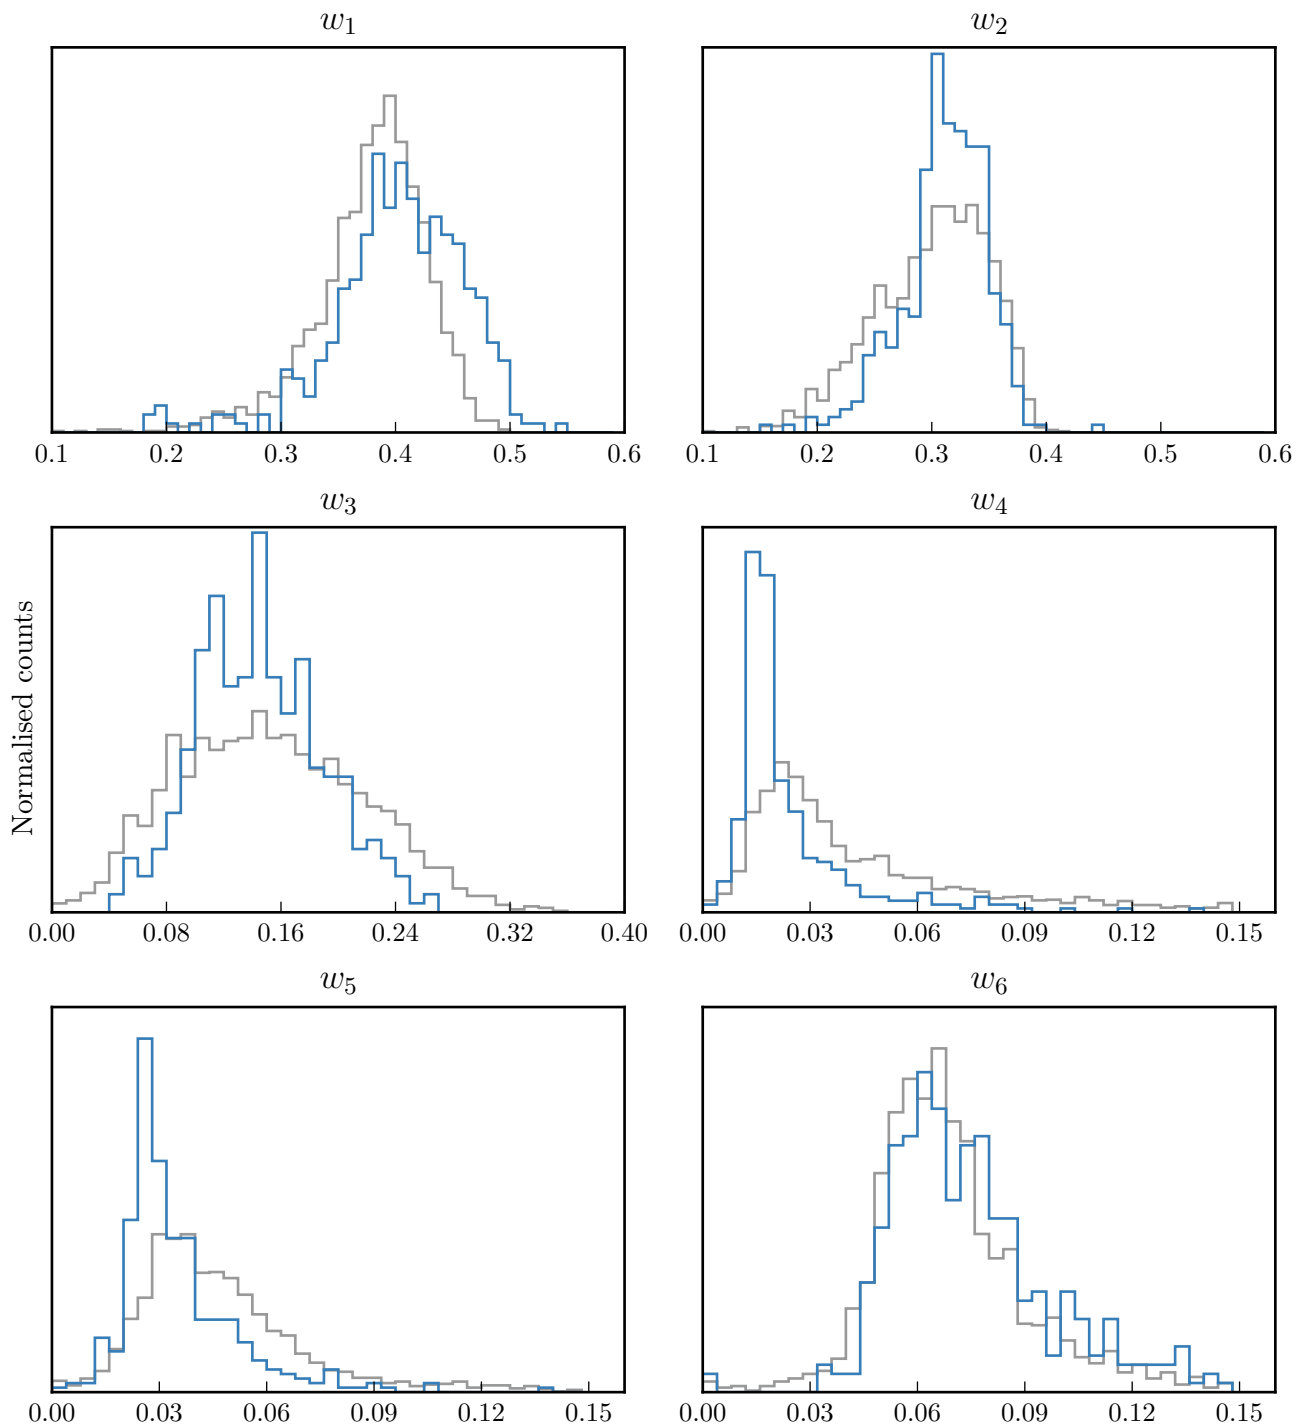 w₁ w₂
0.1 0.2 0.3 0.4 0.5 0.6 0.1 0.2 0.3 0.4 0.5 0.6
w₃ w₄
Normalised counts
0.00 0.08 0.16 0.24 0.32 0.40 0.00 0.03 0.06 0.09 0.12 0.15
w₅ w₆
0.00 0.03 0.06 0.09 0.12 0.15 0.00 0.03 0.06 0.09 0.12 0.15